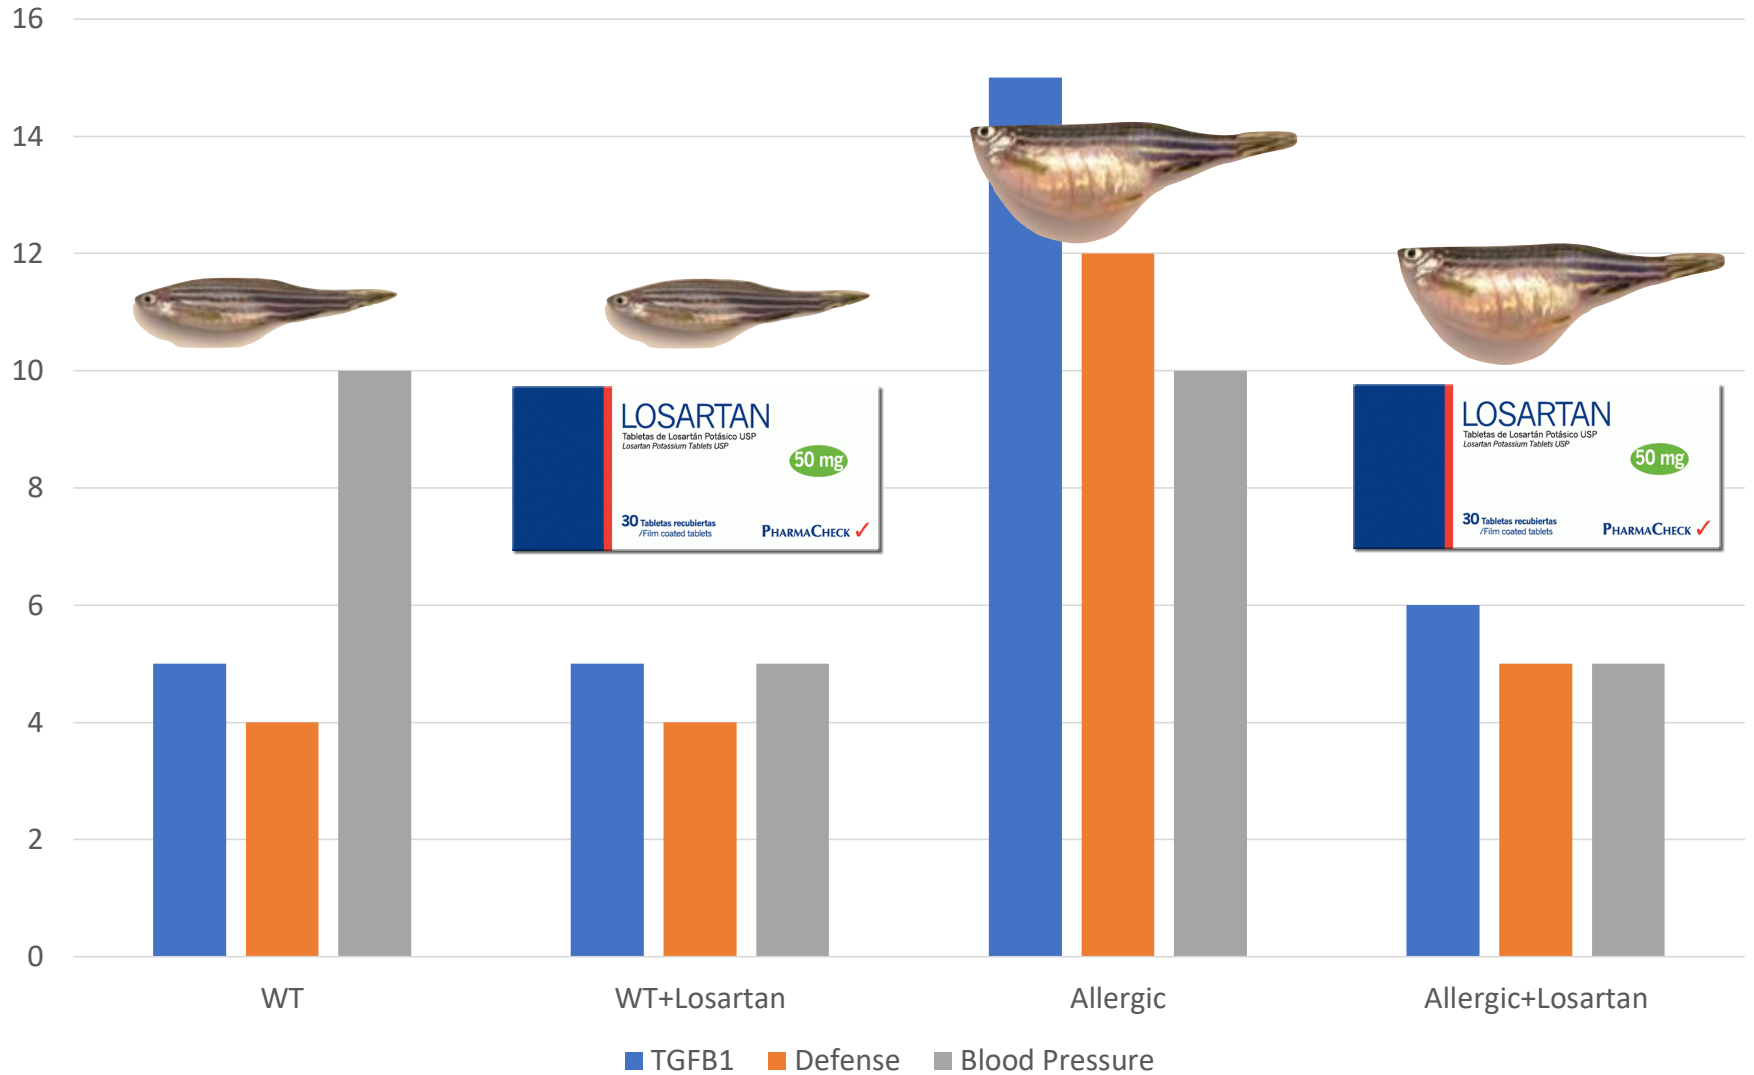 16
14
12
10
8
6
4
2
0
LOSARTAN
Tabletas de Losartán Potásico USP
Losartan Potassium Tablets USP
50 mg
30 Tabletas recubiertas
/Film coated tablets
PHARMACHECK ✓
LOSARTAN
Tabletas de Losartán Potásico USP
Losartan Potassium Tablets USP
50 mg
30 Tabletas recubiertas
/Film coated tablets
PHARMACHECK ✓
WT
WT+Losartan
Allergic
Allergic+Losartan
TGFB1
Defense
Blood Pressure